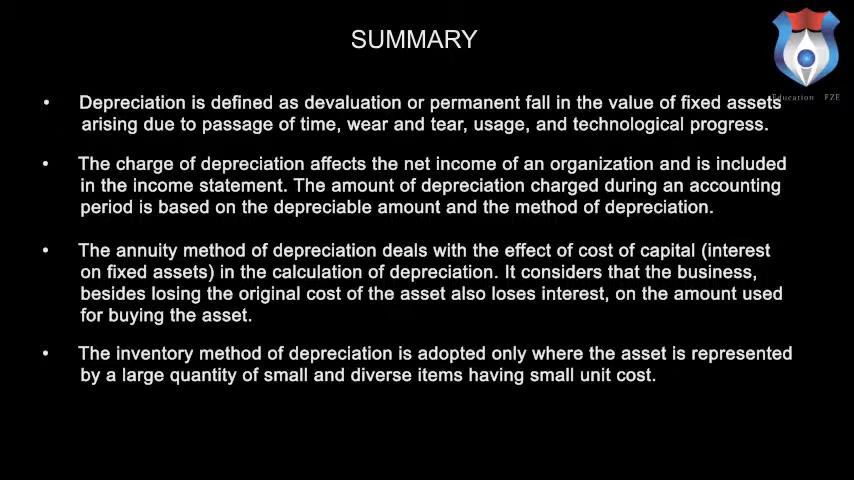 SUMMARY
• Depreciation is defined as devaluation or permanent fall in the value of fixed assets
arising due to passage of time, wear and tear, usage, and technological progress.
• The charge of depreciation affects the net income of an organization and is included
in the income statement. The amount of depreciation charged during an accounting
period is based on the depreciable amount and the method of depreciation.
• The annuity method of depreciation deals with the effect of cost of capital (interest
on fixed assets) in the calculation of depreciation. It considers that the business,
besides losing the original cost of the asset also loses interest, on the amount used
for buying the asset.
• The inventory method of depreciation is adopted only where the asset is represented
by a large quantity of small and diverse items having small unit cost.
Education FZE